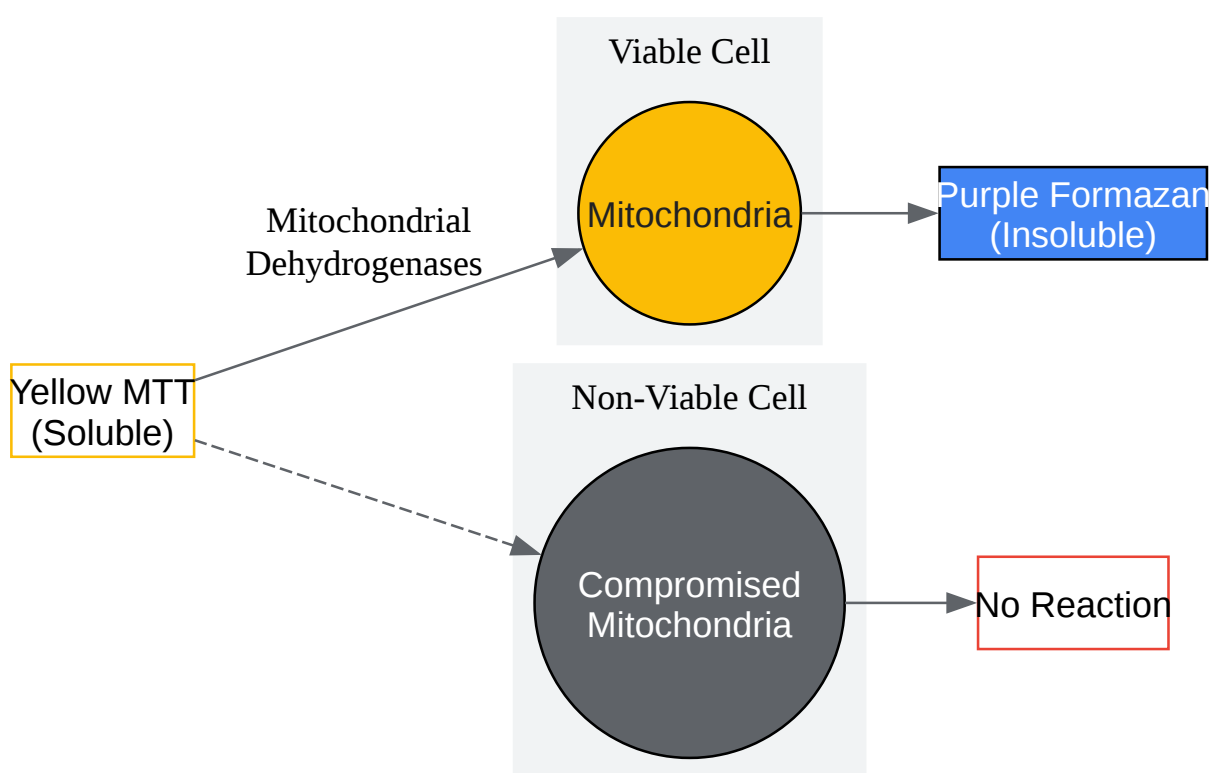 Viable Cell
Mitochondria
Purple Formazan
(Insoluble)
Mitochondrial
Dehydrogenases
Yellow MTT
(Soluble)
Non-Viable Cell
Compromised
Mitochondria
No Reaction